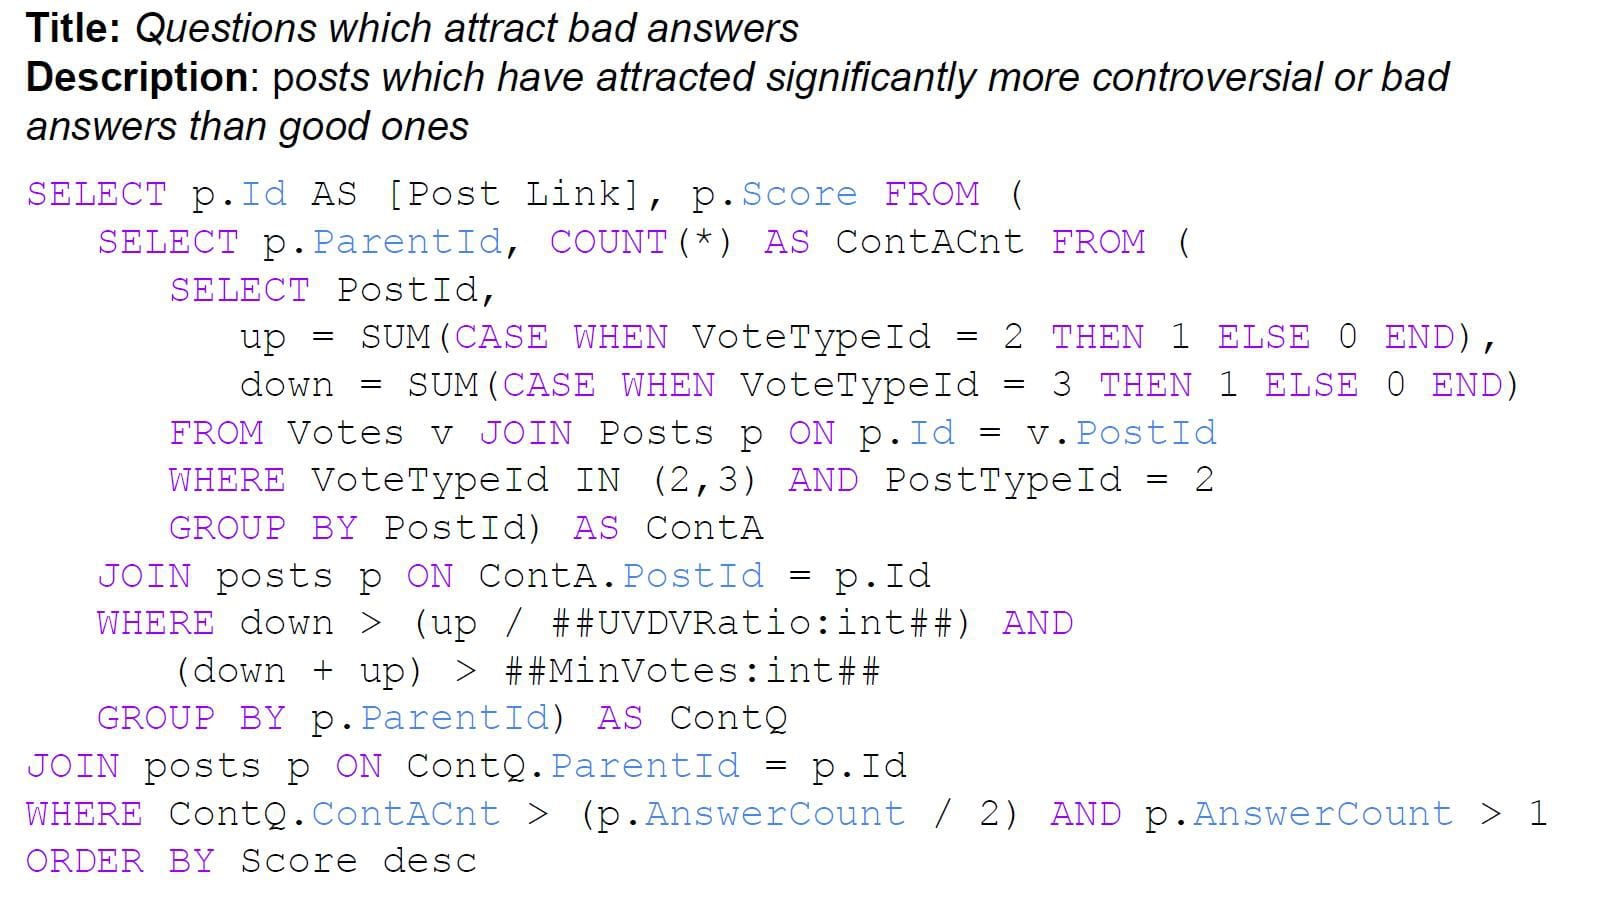 Title: Questions which attract bad answers
Description: posts which have attracted significantly more controversial or bad
answers than good ones
SELECT p.Id AS [Post Link], p.Score FROM (
SELECT p.ParentId, COUNT(*) AS ContACnt FROM (
SELECT PostId,
up = SUM(CASE WHEN VoteTypeId = 2 THEN 1 ELSE 0 END),
down = SUM(CASE WHEN VoteTypeId = 3 THEN 1 ELSE 0 END)
FROM Votes v JOIN Posts p ON p.Id = v.PostId
WHERE VoteTypeId IN (2,3) AND PostTypeId = 2
GROUP BY PostId) AS ContA
JOIN posts p ON ContA.PostId = p.Id
WHERE down > (up / ##UVDVRatio:int##) AND
(down + up) > ##MinVotes:int##
GROUP BY p.ParentId) AS ContQ
JOIN posts p ON ContQ.ParentId = p.Id
WHERE ContQ.ContACnt > (p.AnswerCount / 2) AND p.AnswerCount > 1
ORDER BY Score desc